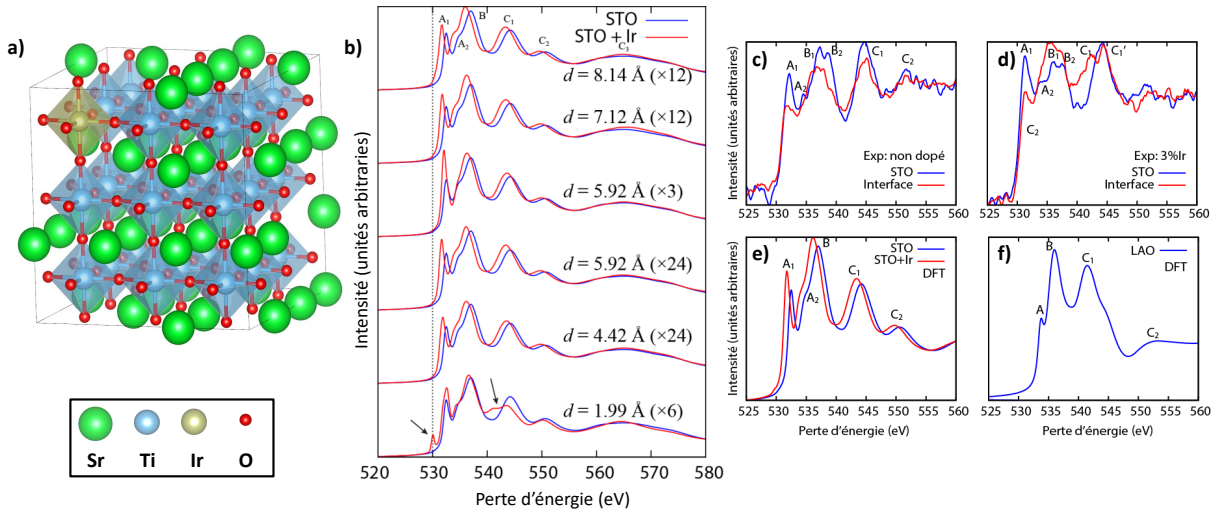 a)
Sr Ti Ir O
b)
Intensité (unités arbitraries)
A₁ A₂ B C₁ C₂ C₃
STO
STO + Ir
d = 8.14 Å (×12)
d = 7.12 Å (×12)
d = 5.92 Å (×3)
d = 5.92 Å (×24)
d = 4.42 Å (×24)
d = 1.99 Å (×6)
520 530 540 550 560 570 580
Perte d'énergie (eV)
c)
Intensité (unités arbitraires)
A₁ A₂ B₁ B₂ C₁ C₂
Exp: non dopé
STO
Interface
525 530 535 540 545 550 555 560
d)
A₁ A₂ B₁ B₂ C₁ C₁’
C₂
Exp: 3%Ir
STO
Interface
525 530 535 540 545 550 555 560
e)
Intensité (unités arbitraires)
A₁ A₂ B C₁ C₂
STO
STO+Ir
DFT
525 530 535 540 545 550 555 560
Perte d'énergie (eV)
f)
A B C₁ C₂
LAO
DFT
525 530 535 540 545 550 555 560
Perte d'énergie (eV)